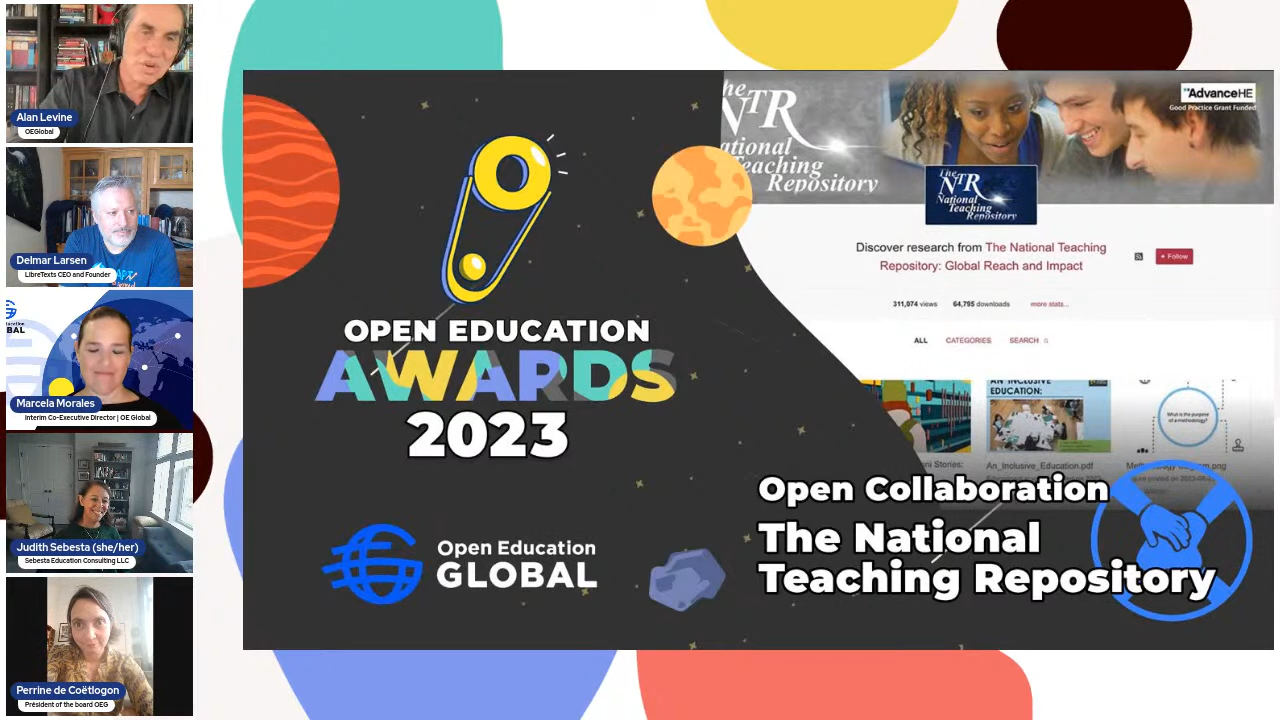 Alan Levine
OEGlobal
Delmar Larsen
LibreTexts CEO and Founder
GLOBAL
Marcela Morales
Interim Co-Executive Director | OE Global
Judith Sebesta (she/her)
Sebesta Education Consulting LLC
Perrine de Coëtlogon
Président of the board OEG
OPEN EDUCATION
AWARDS
2023
Open Education
GLOBAL
NTR
Teaching
Repository
AdvanceHE
Good Practice Grant Funded
The
NTR
National
Teaching
Repository
Discover research from The National Teaching
Repository: Global Reach and Impact
+ Follow
311,074 views 64,795 downloads more stats...
ALL CATEGORIES SEARCH
AN INCLUSIVE
EDUCATION:
What is the purpose
of a methodology?
Stories:
An_Inclusive_Education.pdf
Open Collaboration
The National
Teaching Repository